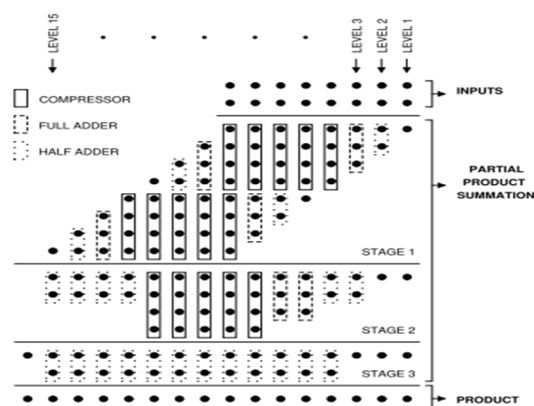 LEVEL 15
LEVEL 3
LEVEL 2
LEVEL 1
INPUTS
COMPRESSOR
FULL ADDER
HALF ADDER
PARTIAL
PRODUCT
SUMMATION
STAGE 1
STAGE 2
STAGE 3
PRODUCT